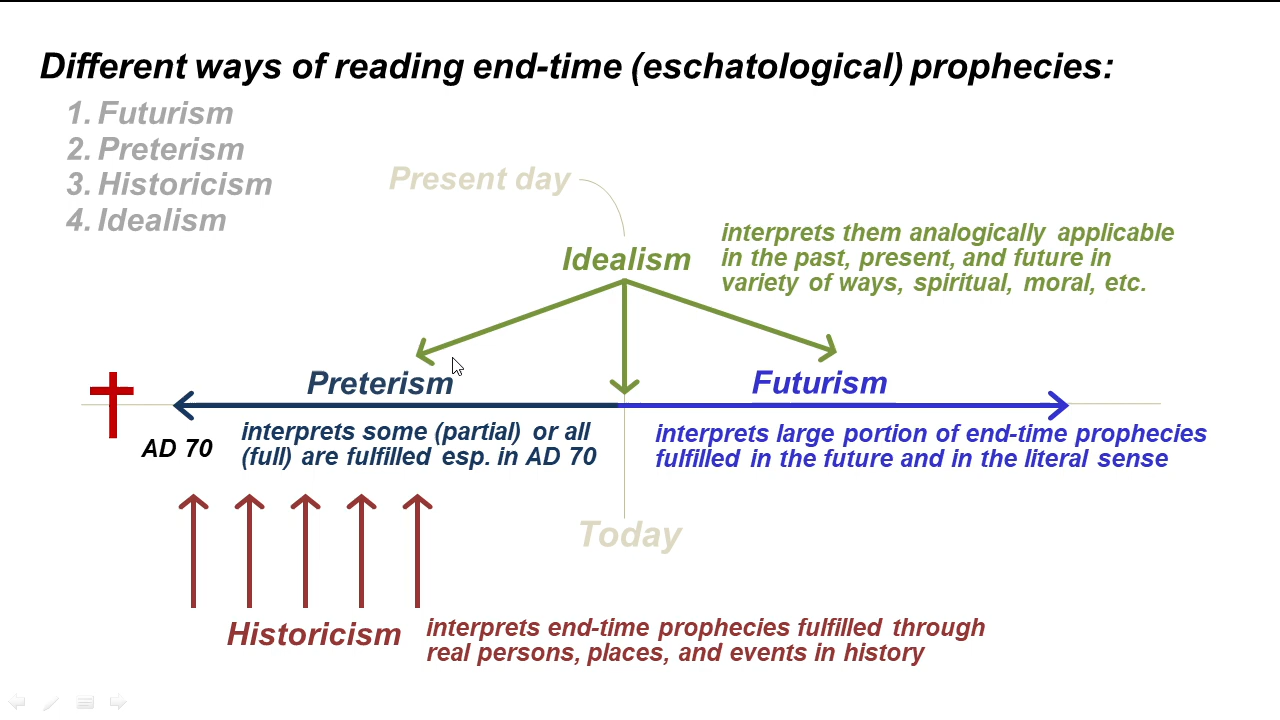 Different ways of reading end-time (eschatological) prophecies:
1. Futurism
2. Preterism
3. Historicism
4. Idealism
Present day
Idealism
interprets them analogically applicable
in the past, present, and future in
variety of ways, spiritual, moral, etc.
Preterism
Futurism
AD 70
interprets some (partial) or all
(full) are fulfilled esp. in AD 70
interprets large portion of end-time prophecies
fulfilled in the future and in the literal sense
Today
Historicism
interprets end-time prophecies fulfilled through
real persons, places, and events in history